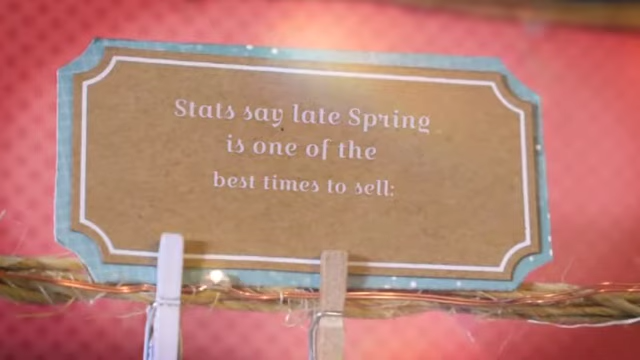 Stats say late Spring
is one of the
best times to sell: